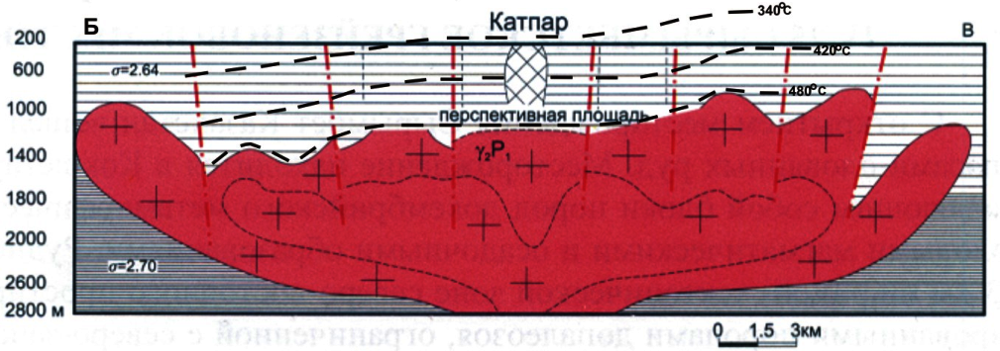 340°С
Катпар
Б
В
200
420°С
600
σ=2.64
480°С
1000
перспективная площадь
1400
γ₂P₁
1800
2000
σ=2.70
2600
2800 м
0 1.5 3км